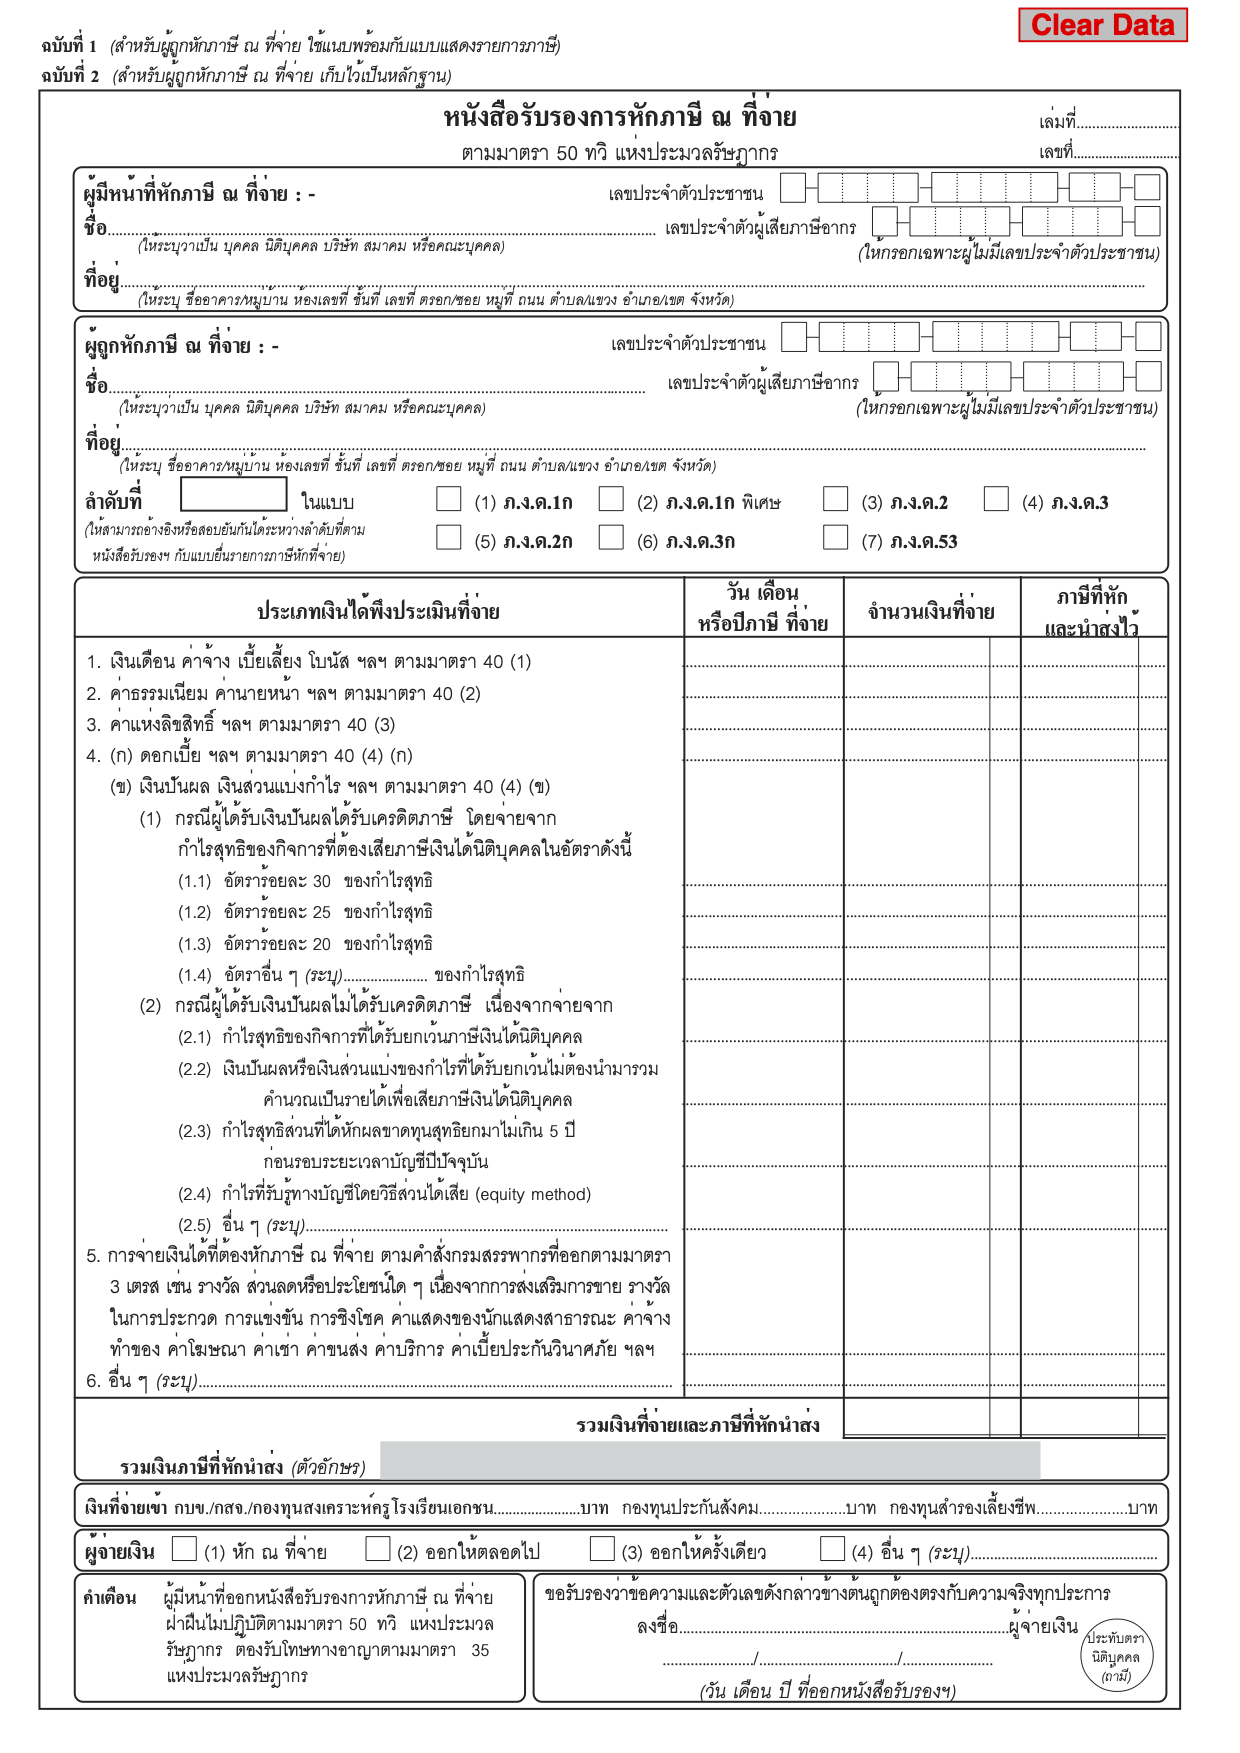 Clear Data
ฉบับที่ 1 (สำหรับผู้ถูกหักภาษี ณ ที่จ่าย ใช้แนบพร้อมกับแบบแสดงรายการภาษี)
ฉบับที่ 2 (สำหรับผู้ถูกหักภาษี ณ ที่จ่าย เก็บไว้เป็นหลักฐาน)
หนังสือรับรองการหักภาษี ณ ที่จ่าย
เล่มที่...........................
ตามมาตรา 50 ทวิ แห่งประมวลรัษฎากร
เลขที่............................
ผู้มีหน้าที่หักภาษี ณ ที่จ่าย : - เลขประจำตัวประชาชน
ชื่อ........................................ เลขประจำตัวผู้เสียภาษีอากร
(ให้ระบุว่าเป็น บุคคล นิติบุคคล บริษัท สมาคม หรือคณะบุคคล) (ให้กรอกเฉพาะผู้ไม่มีเลขประจำตัวประชาชน)
ที่อยู่........................................
(ให้ระบุ ชื่ออาคาร/หมู่บ้าน ห้องเลขที่ ชั้นที่ เลขที่ ตรอก/ซอย หมู่ที่ ถนน ตำบล/แขวง อำเภอ/เขต จังหวัด)
ผู้ถูกหักภาษี ณ ที่จ่าย : - เลขประจำตัวประชาชน
ชื่อ........................................ เลขประจำตัวผู้เสียภาษีอากร
(ให้ระบุว่าเป็น บุคคล นิติบุคคล บริษัท สมาคม หรือคณะบุคคล) (ให้กรอกเฉพาะผู้ไม่มีเลขประจำตัวประชาชน)
ที่อยู่........................................
(ให้ระบุ ชื่ออาคาร/หมู่บ้าน ห้องเลขที่ ชั้นที่ เลขที่ ตรอก/ซอย หมู่ที่ ถนน ตำบล/แขวง อำเภอ/เขต จังหวัด)
ลำดับที่ ในแบบ (1) ภ.ง.ด.1ก (2) ภ.ง.ด.1ก พิเศษ (3) ภ.ง.ด.2 (4) ภ.ง.ด.3
(ให้สามารถอ้างอิงหรือสอบยันกันได้ระหว่างลำดับที่ตาม
หนังสือรับรองฯ กับแบบยื่นรายการภาษีหักที่จ่าย) (5) ภ.ง.ด.2ก (6) ภ.ง.ด.3ก (7) ภ.ง.ด.53
ประเภทเงินได้พึงประเมินที่จ่าย
วัน เดือน
หรือปีภาษี ที่จ่าย
จำนวนเงินที่จ่าย
ภาษีที่หัก
และนำส่งไว้
1. เงินเดือน ค่าจ้าง เบี้ยเลี้ยง โบนัส ฯลฯ ตามมาตรา 40 (1)
2. ค่าธรรมเนียม ค่านายหน้า ฯลฯ ตามมาตรา 40 (2)
3. ค่าแห่งลิขสิทธิ์ ฯลฯ ตามมาตรา 40 (3)
4. (ก) ดอกเบี้ย ฯลฯ ตามมาตรา 40 (4) (ก)
(ข) เงินปันผล เงินส่วนแบ่งกำไร ฯลฯ ตามมาตรา 40 (4) (ข)
(1) กรณีผู้ได้รับเงินปันผลได้รับเครดิตภาษี โดยจ่ายจาก
กำไรสุทธิของกิจการที่ต้องเสียภาษีเงินได้นิติบุคคลในอัตราดังนี้
(1.1) อัตราร้อยละ 30 ของกำไรสุทธิ
(1.2) อัตราร้อยละ 25 ของกำไรสุทธิ
(1.3) อัตราร้อยละ 20 ของกำไรสุทธิ
(1.4) อัตราอื่น ๆ (ระบุ)...................... ของกำไรสุทธิ
(2) กรณีผู้ได้รับเงินปันผลไม่ได้รับเครดิตภาษี เนื่องจากจ่ายจาก
(2.1) กำไรสุทธิของกิจการที่ได้รับยกเว้นภาษีเงินได้นิติบุคคล
(2.2) เงินปันผลหรือเงินส่วนแบ่งของกำไรที่ได้รับยกเว้นไม่ต้องนำมารวม
คำนวณเป็นรายได้เพื่อเสียภาษีเงินได้นิติบุคคล
(2.3) กำไรสุทธิส่วนที่ได้หักผลขาดทุนสุทธิยกมาไม่เกิน 5 ปี
ก่อนรอบระยะเวลาบัญชีปีปัจจุบัน
(2.4) กำไรที่รับรู้ทางบัญชีโดยวิธีส่วนได้เสีย (equity method)
(2.5) อื่น ๆ (ระบุ)........................................
5. การจ่ายเงินได้ที่ต้องหักภาษี ณ ที่จ่าย ตามคำสั่งกรมสรรพากรที่ออกตามมาตรา
3 เตรส เช่น รางวัล ส่วนลดหรือประโยชน์ใด ๆ เนื่องจากการส่งเสริมการขาย รางวัล
ในการประกวด การแข่งขัน การชิงโชค ค่าแสดงของนักแสดงสาธารณะ ค่าจ้าง
ทำของ ค่าโฆษณา ค่าเช่า ค่าขนส่ง ค่าบริการ ค่าเบี้ยประกันวินาศภัย ฯลฯ
6. อื่น ๆ (ระบุ)........................................
รวมเงินที่จ่ายและภาษีที่หักนำส่ง
รวมเงินภาษีที่หักนำส่ง (ตัวอักษร)
เงินที่จ่ายเข้า กบข./กสจ./กองทุนสงเคราะห์ครูโรงเรียนเอกชน......................บาท กองทุนประกันสังคม......................บาท กองทุนสำรองเลี้ยงชีพ......................บาท
ผู้จ่ายเงิน (1) หัก ณ ที่จ่าย (2) ออกให้ตลอดไป (3) ออกให้ครั้งเดียว (4) อื่น ๆ (ระบุ)........................................
คำเตือน ผู้มีหน้าที่ออกหนังสือรับรองการหักภาษี ณ ที่จ่าย
ฝ่าฝืนไม่ปฏิบัติตามมาตรา 50 ทวิ แห่งประมวล
รัษฎากร ต้องรับโทษทางอาญาตามมาตรา 35
แห่งประมวลรัษฎากร
ขอรับรองว่าข้อความและตัวเลขดังกล่าวข้างต้นถูกต้องตรงกับความจริงทุกประการ
ลงชื่อ........................................ผู้จ่ายเงิน
......................./..................................../.......................
(วัน เดือน ปี ที่ออกหนังสือรับรองฯ)
ประทับตรา
นิติบุคคล
(ถ้ามี)